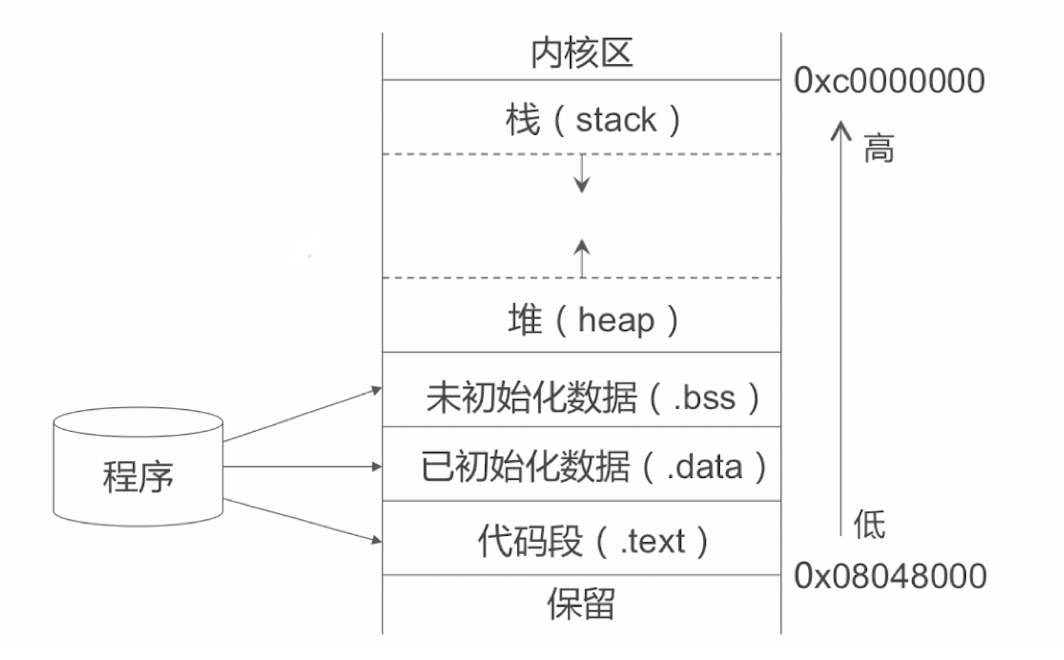 内核区
0xc0000000
栈（stack）
高
堆（heap）
未初始化数据（.bss）
程序
已初始化数据（.data）
低
代码段（.text）
0x08048000
保留